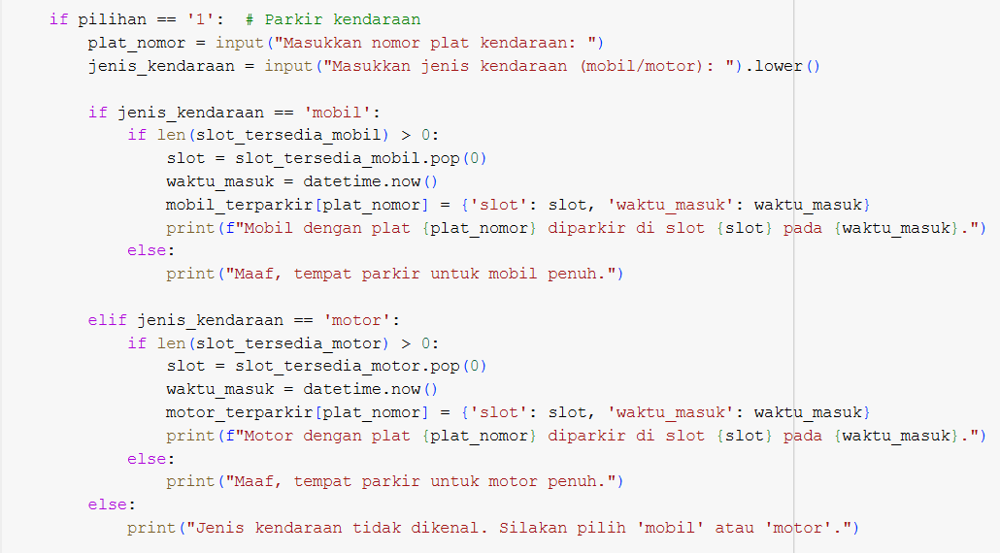 if pilihan == '1':  # Parkir kendaraan
    plat_nomor = input("Masukkan nomor plat kendaraan: ")
    jenis_kendaraan = input("Masukkan jenis kendaraan (mobil/motor): ").lower()

    if jenis_kendaraan == 'mobil':
        if len(slot_tersedia_mobil) > 0:
            slot = slot_tersedia_mobil.pop(0)
            waktu_masuk = datetime.now()
            mobil_terparkir[plat_nomor] = {'slot': slot, 'waktu_masuk': waktu_masuk}
            print(f"Mobil dengan plat {plat_nomor} diparkir di slot {slot} pada {waktu_masuk}.")
        else:
            print("Maaf, tempat parkir untuk mobil penuh.")

    elif jenis_kendaraan == 'motor':
        if len(slot_tersedia_motor) > 0:
            slot = slot_tersedia_motor.pop(0)
            waktu_masuk = datetime.now()
            motor_terparkir[plat_nomor] = {'slot': slot, 'waktu_masuk': waktu_masuk}
            print(f"Motor dengan plat {plat_nomor} diparkir di slot {slot} pada {waktu_masuk}.")
        else:
            print("Maaf, tempat parkir untuk motor penuh.")
    else:
        print("Jenis kendaraan tidak dikenal. Silakan pilih 'mobil' atau 'motor'.")